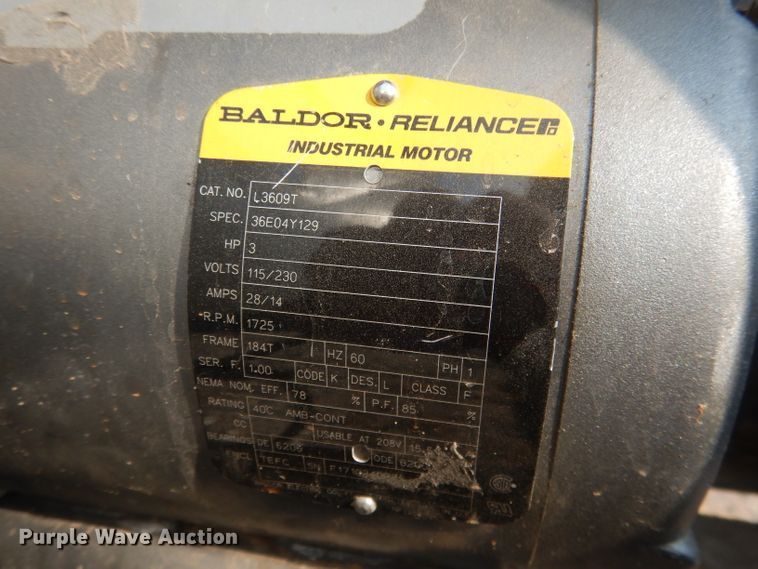 BALDOR • RELIANCE
INDUSTRIAL MOTOR
CAT. NO. L3609T
SPEC. 36E04Y129
HP 3
VOLTS 115/230
AMPS 28/14
R.P.M. 1725
FRAME 184T HZ 60 PH 1
SER. F. 1.00 CODE K DES. L CLASS F
NEMA NOM. EFF. 78 % P.F. 85 %
RATING 40C AMB-CONT
CC USABLE AT 208V
BEARINGS DE 6206 ODE
ENCL TEFC SN
Purple Wave Auction